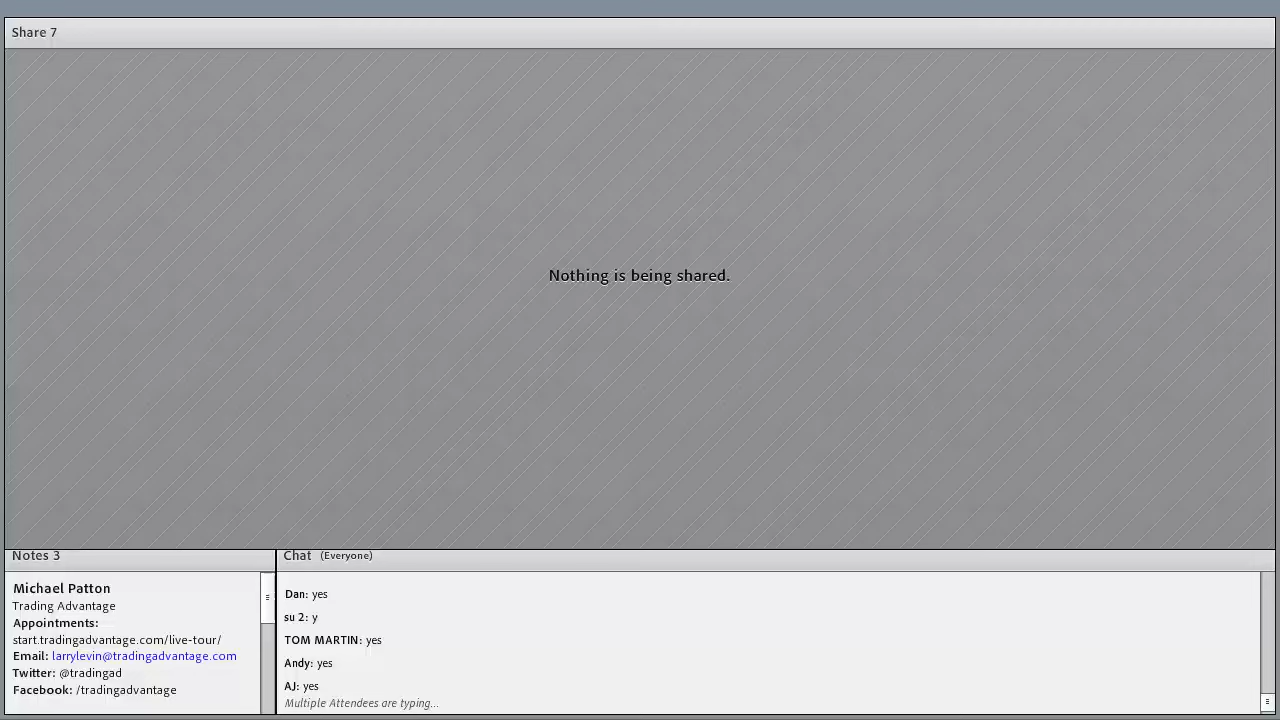 Share 7
Nothing is being shared.
Notes 3
Michael Patton
Trading Advantage
Appointments:
start.tradingadvantage.com/live-tour/
Email: larrylevin@tradingadvantage.com
Twitter: @tradingad
Facebook: /tradingadvantage
Chat (Everyone)
Dan: yes
su 2: y
TOM MARTIN: yes
Andy: yes
AJ: yes
Multiple Attendees are typing...